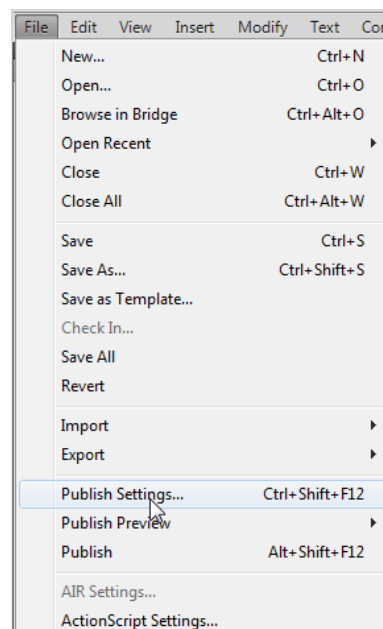 File Edit View Insert Modify Text Co
New... Ctrl+N
Open... Ctrl+O
Browse in Bridge Ctrl+Alt+O
Open Recent
Close Ctrl+W
Close All Ctrl+Alt+W
Save Ctrl+S
Save As... Ctrl+Shift+S
Save as Template...
Check In...
Save All
Revert
Import
Export
Publish Settings... Ctrl+Shift+F12
Publish Preview
Publish Alt+Shift+F12
AIR Settings...
ActionScript Settings...